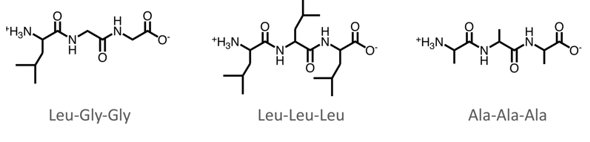 ⁺H₃N O N H O H N O O⁻
⁺H₃N O N H O H N O O⁻
⁺H₃N O N H O H N O O⁻
Leu-Gly-Gly
Leu-Leu-Leu
Ala-Ala-Ala